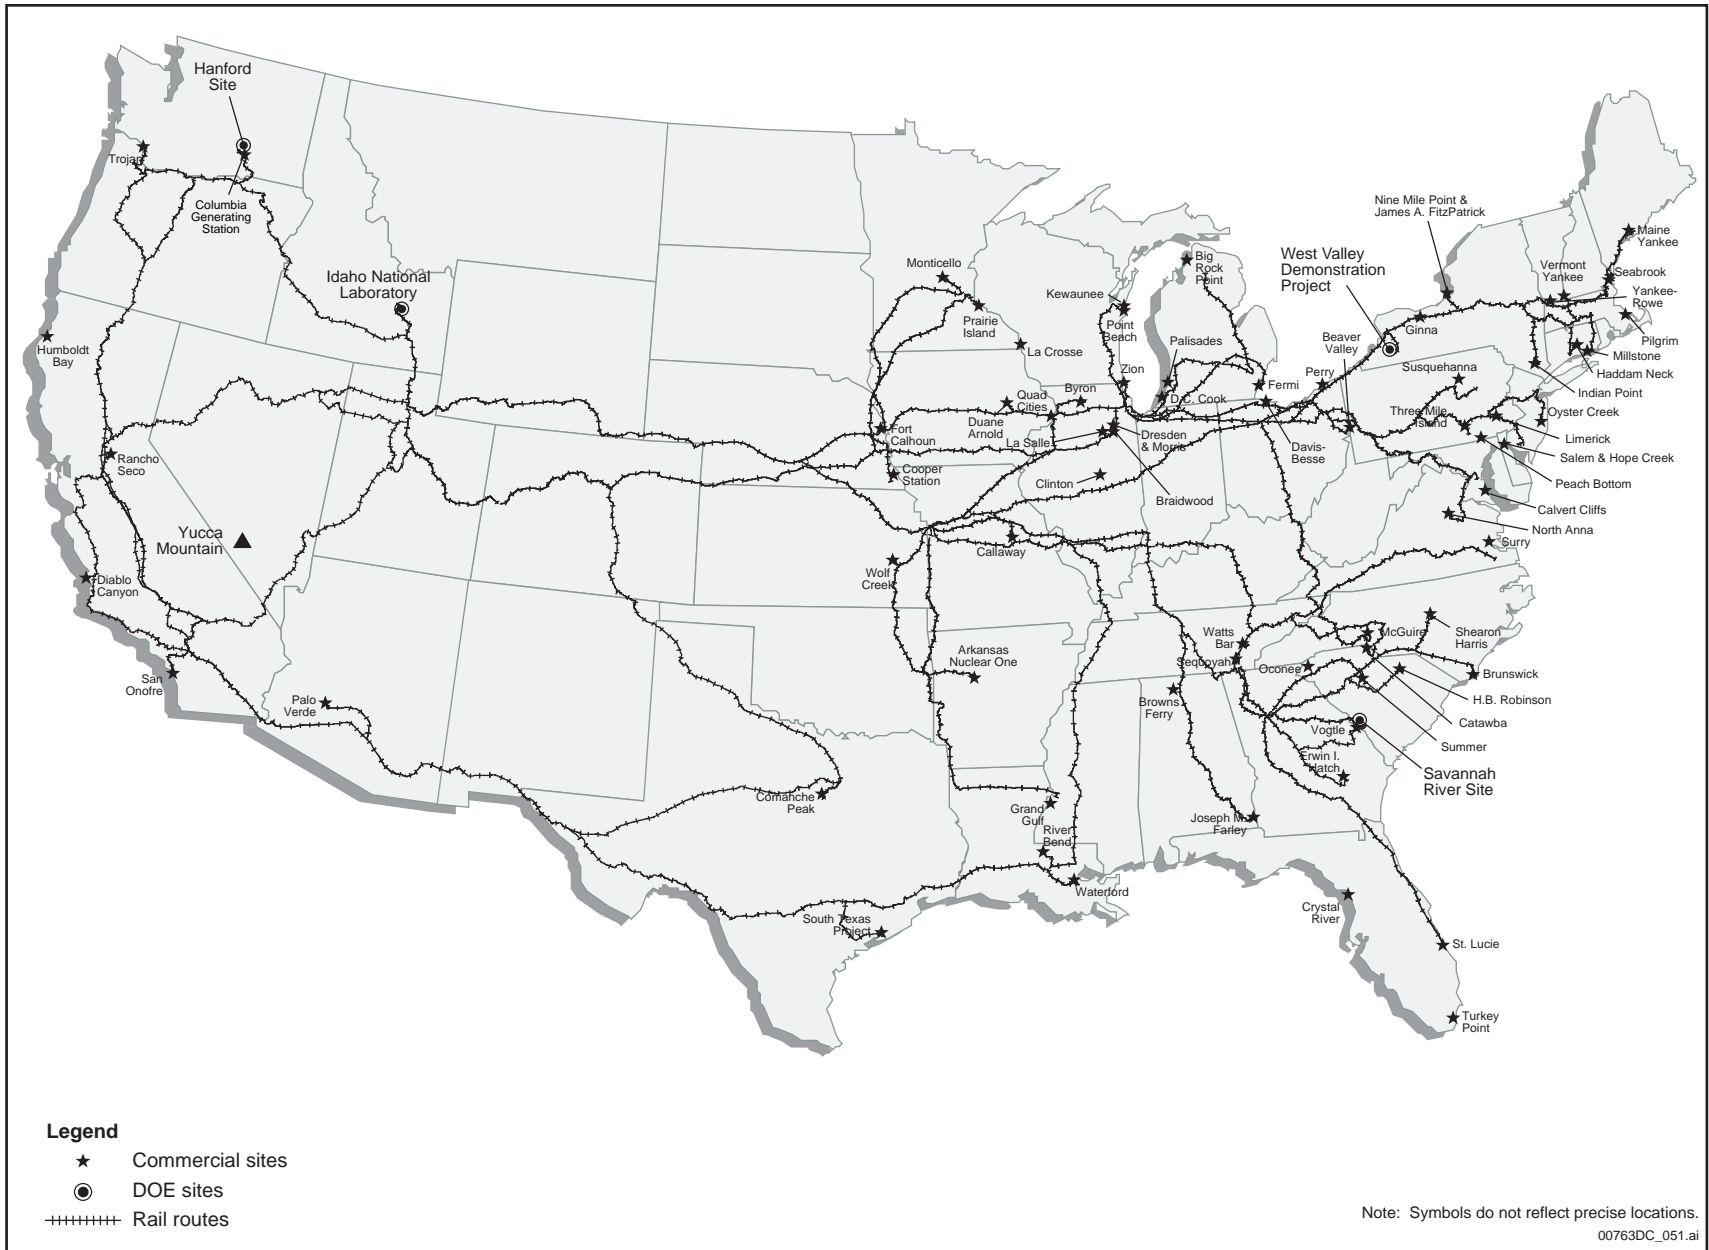 Hanford
Site
Trojan
Columbia
Generating
Station
Idaho National
Laboratory
Humboldt
Bay
Rancho
Seco
Yucca
Mountain
Diablo
Canyon
San
Onofre
Palo
Verde
Monticello
Prairie
Island
La Crosse
Kewaunee
Point
Beach
Big
Rock
Point
Palisades
Zion
Byron
Quad
Cities
D.C. Cook
Fermi
Perry
Duane
Arnold
Fort
Calhoun
La Salle
Dresden
& Morris
Cooper
Station
Clinton
Braidwood
Davis-
Besse
Callaway
Wolf
Creek
Arkansas
Nuclear One
Comanche
Peak
Grand
Gulf
River
Bend
Waterford
South Texas
Project
Nine Mile Point &
James A. FitzPatrick
West Valley
Demonstration
Project
Beaver
Valley
Ginna
Maine
Yankee
Vermont
Yankee
Seabrook
Yankee-
Rowe
Pilgrim
Millstone
Haddam Neck
Indian Point
Susquehanna
Three Mile
Island
Oyster Creek
Limerick
Salem & Hope Creek
Peach Bottom
Calvert Cliffs
North Anna
Surry
Watts
Bar
Sequoyah
McGuire
Shearon
Harris
Oconee
Brunswick
H.B. Robinson
Catawba
Summer
Browns
Ferry
Vogtle
Erwin I.
Hatch
Savannah
River Site
Joseph M.
Farley
Crystal
River
St. Lucie
Turkey
Point
Legend
Commercial sites
DOE sites
Rail routes
Note: Symbols do not reflect precise locations.
00763DC_051.ai